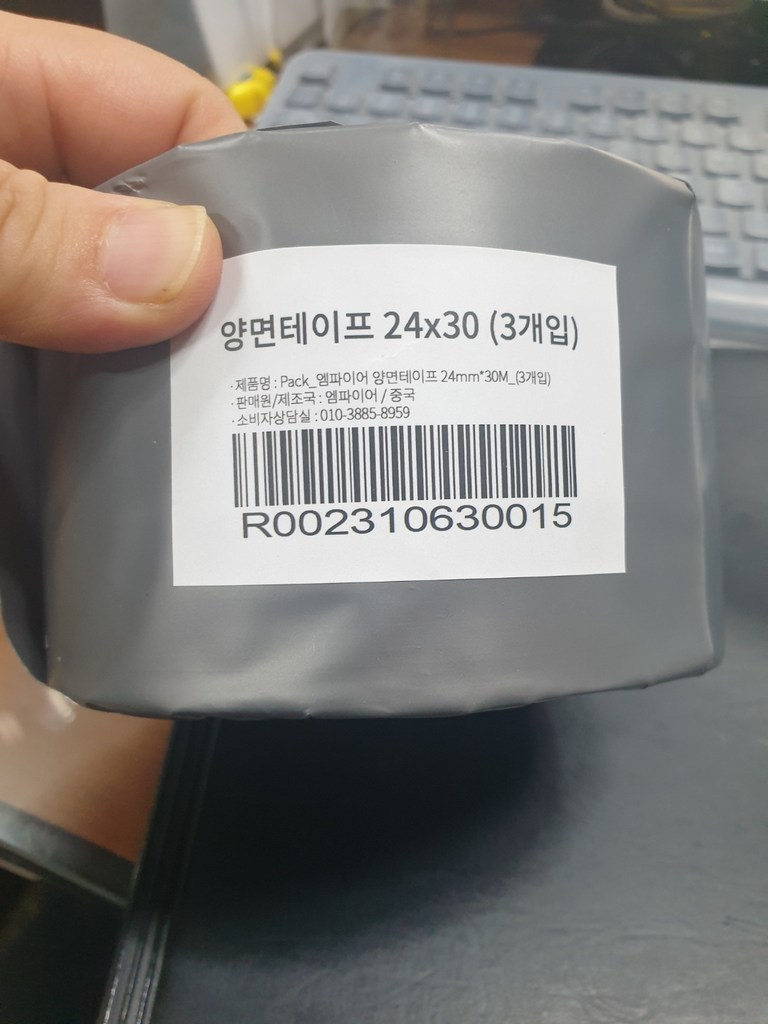 양면테이프 24x30 (3개입)
· 제품명 : Pack_엠파이어 양면테이프 24mm*30M_(3개입)
· 판매원/제조국 : 엠파이어 / 중국
· 소비자상담실 : 010-3885-8959
R002310630015